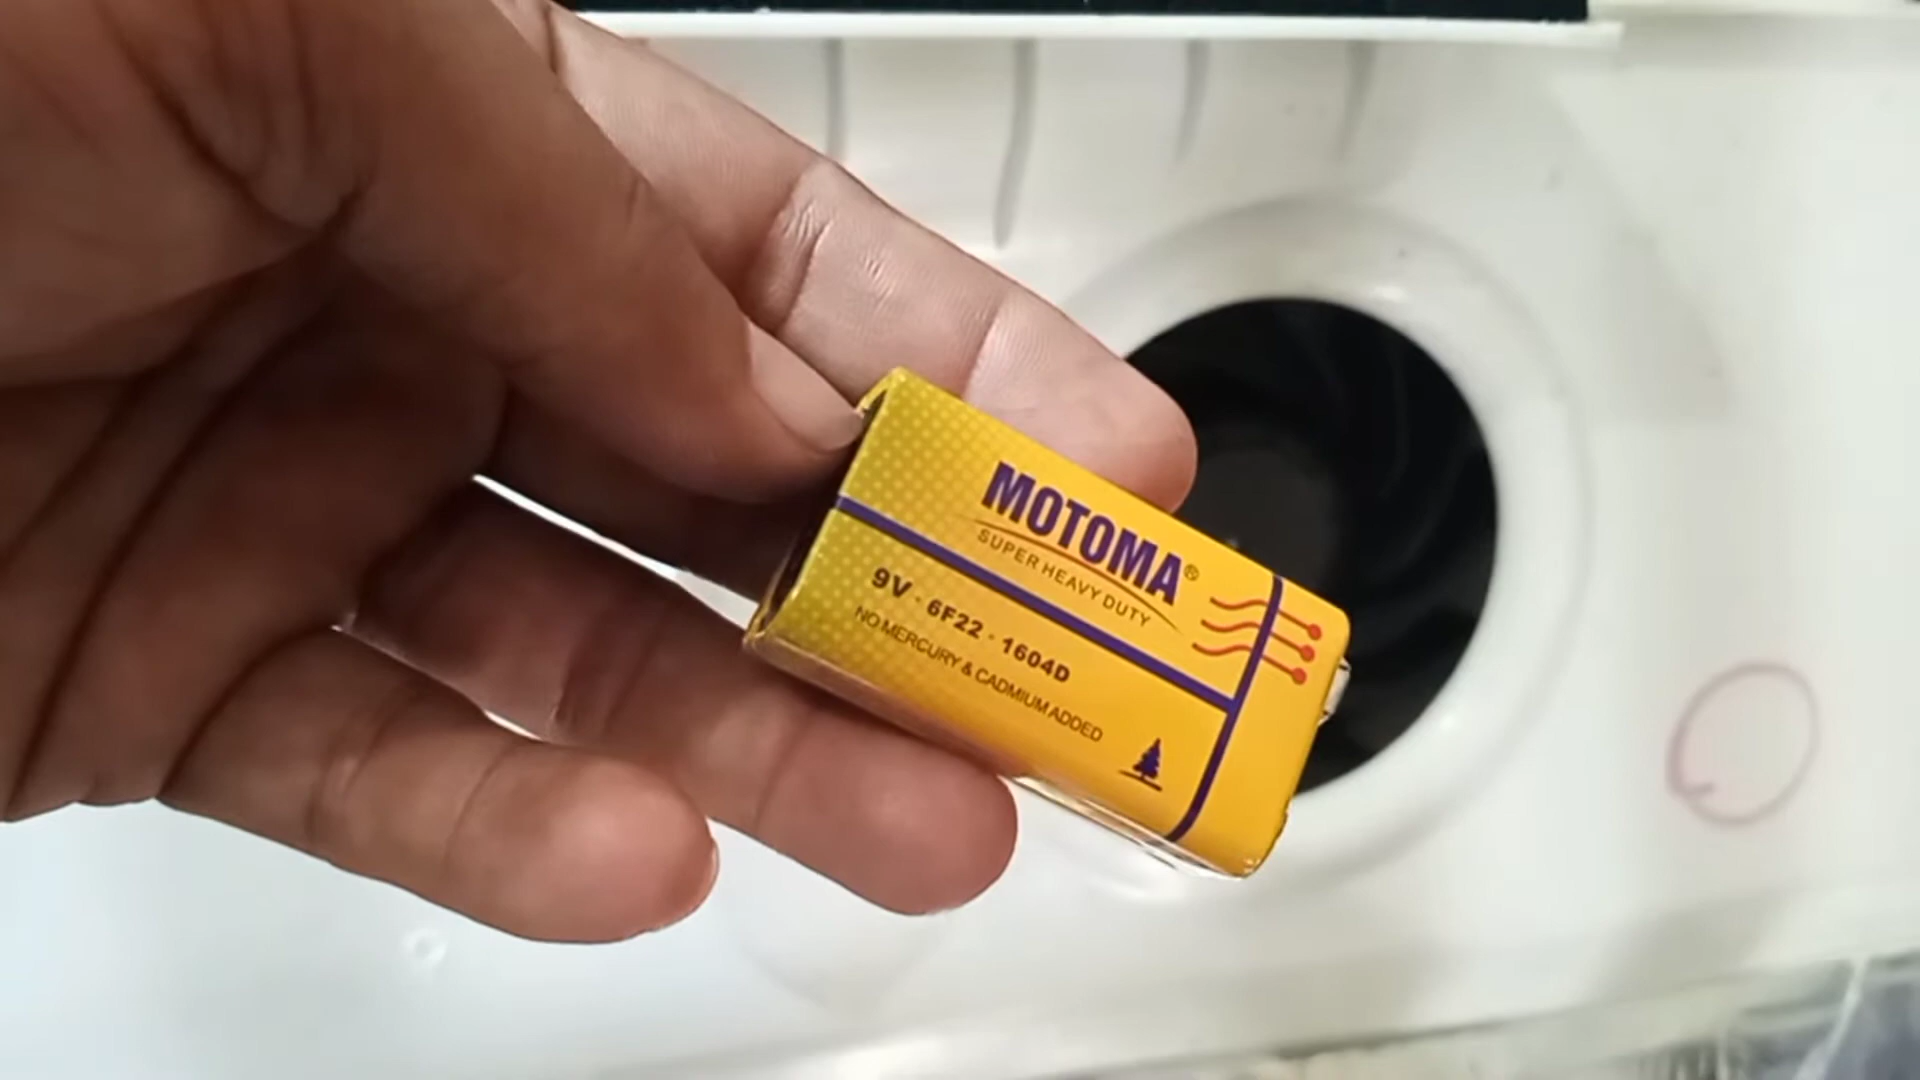 MOTOMA®
SUPER HEAVY DUTY
9V · 6F22 · 1604D
NO MERCURY & CADMIUM ADDED